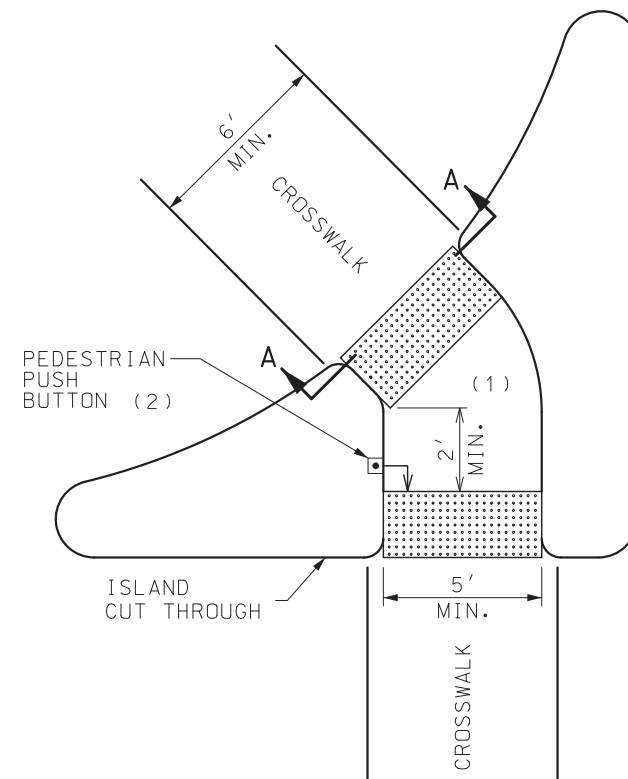 6'
MIN.
CROSSWALK
A
A
PEDESTRIAN
PUSH
BUTTON (2)
(1)
2'
MIN.
ISLAND
CUT THROUGH
5'
MIN.
CROSSWALK